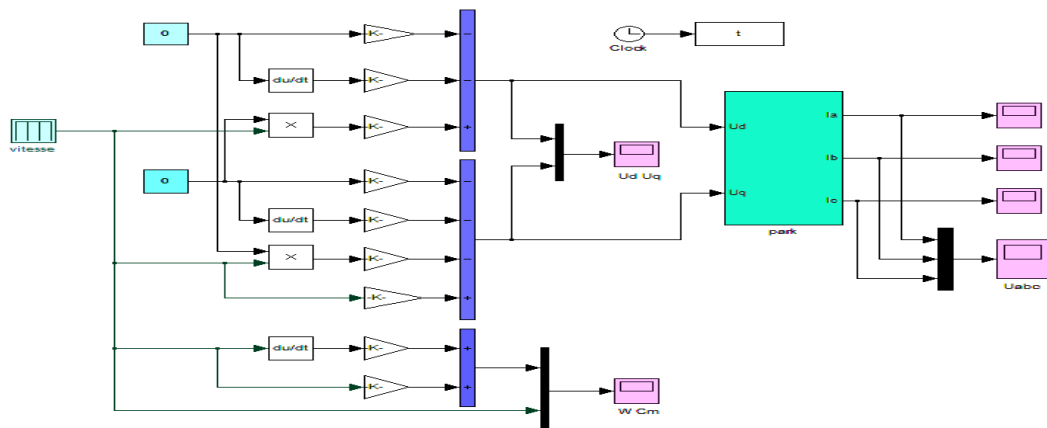 0
-K-
−
du/dt
-K-
−
×
-K-
+
vitesse
0
-K-
−
du/dt
-K-
−
×
-K-
−
-K-
+
du/dt
-K-
+
-K-
+
Clock
t
Ud Uq
Ud
Uq
Ia
Ib
Ic
park
Uabc
W Cm